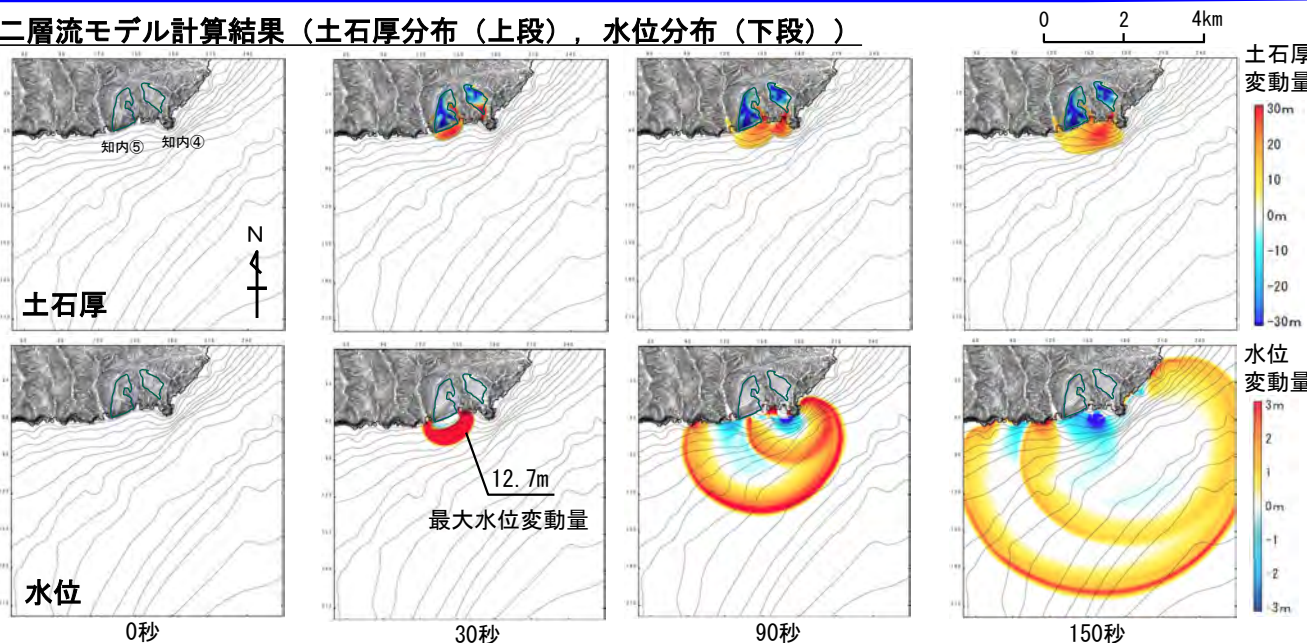 二層流モデル計算結果（土石厚分布（上段），水位分布（下段））
0 2 4km
土石厚
変動量
30m
20
10
0m
-10
-20
-30m
知内⑤ 知内④
N
土石厚
水位
変動量
3m
2
1
0m
-1
-2
-3m
12.7m
最大水位変動量
水位
0秒 30秒 90秒 150秒